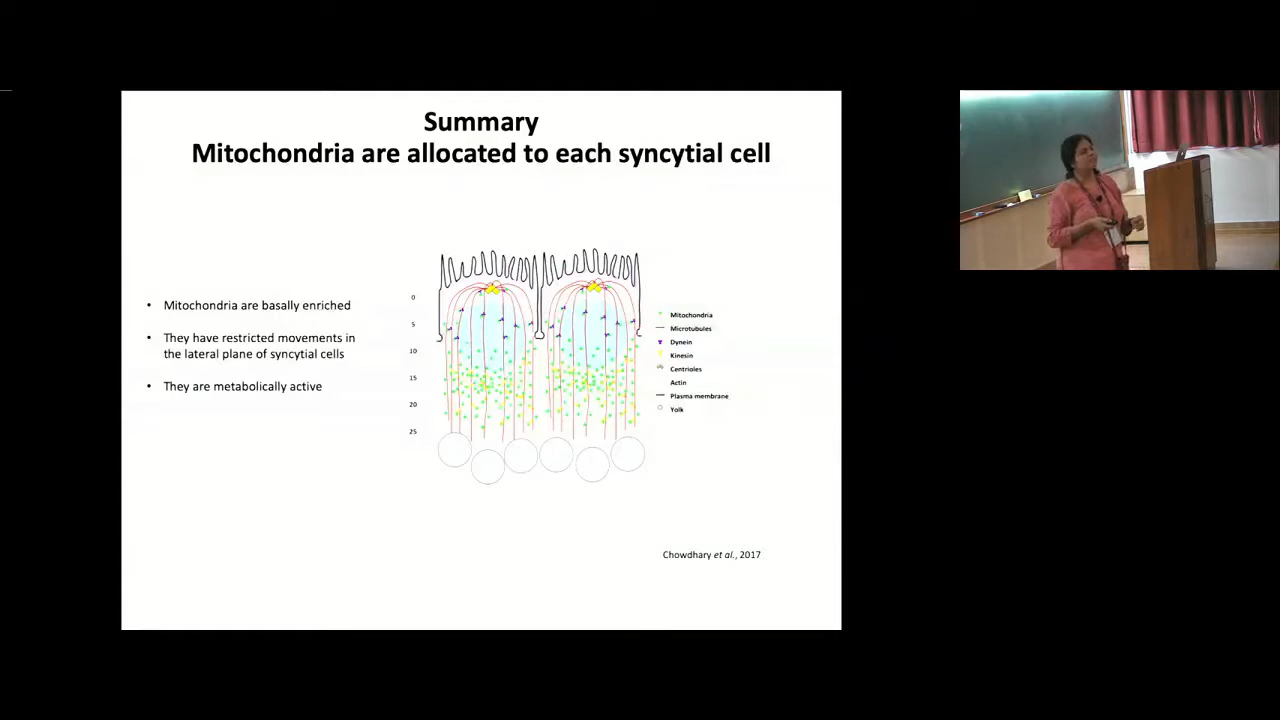 Summary
Mitochondria are allocated to each syncytial cell
• Mitochondria are basally enriched
• They have restricted movements in
the lateral plane of syncytial cells
• They are metabolically active
0
5
10
15
20
25
Mitochondria
Microtubules
Dynein
Kinesin
Centrioles
Actin
Plasma membrane
Yolk
Chowdhary et al., 2017